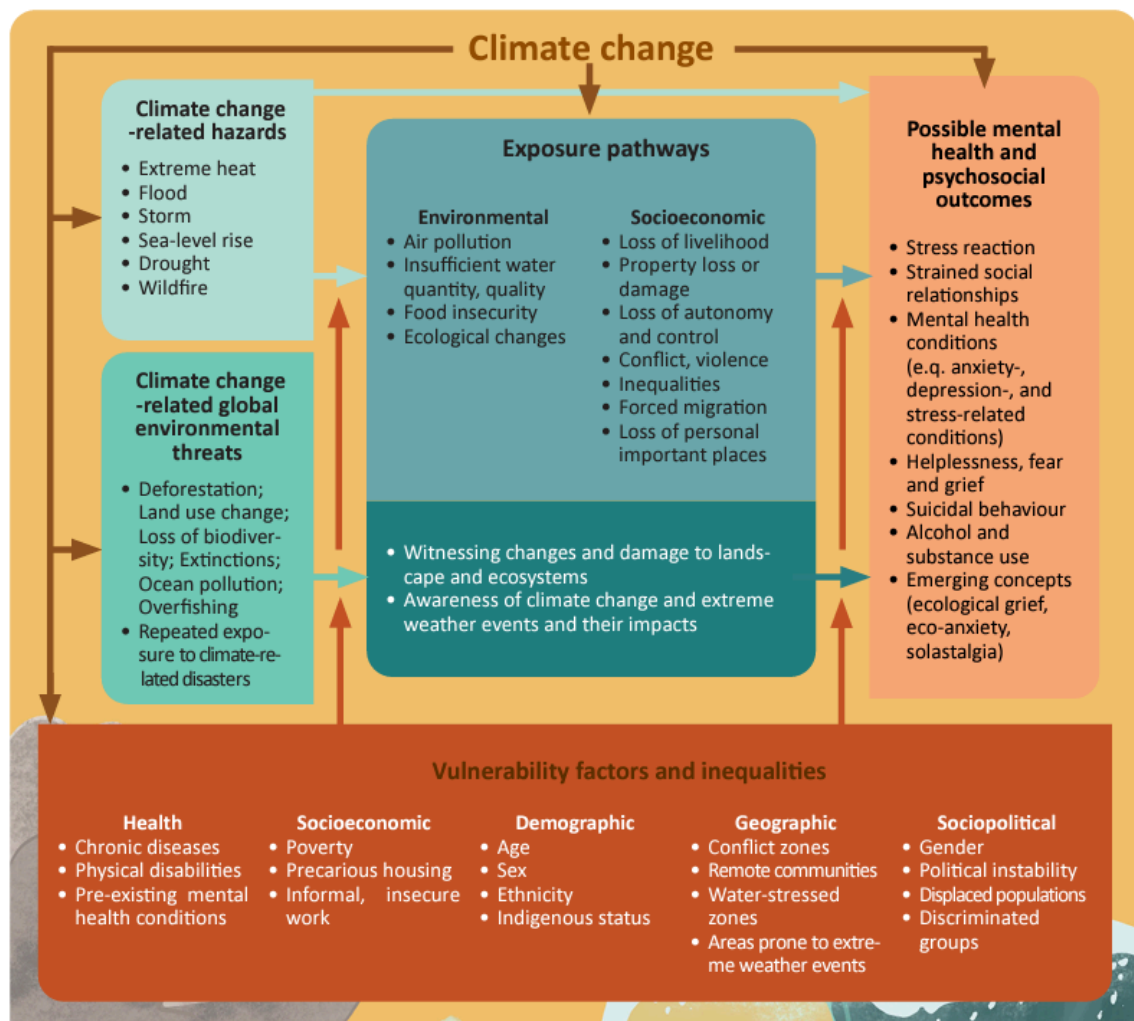 Climate change
Climate change
-related hazards
• Extreme heat
• Flood
• Storm
• Sea-level rise
• Drought
• Wildfire
Climate change
-related global
environmental
threats
• Deforestation;
Land use change;
Loss of biodiver-
sity; Extinctions;
Ocean pollution;
Overfishing
• Repeated expo-
sure to climate-re-
lated disasters
Exposure pathways
Environmental
• Air pollution
• Insufficient water
quantity, quality
• Food insecurity
• Ecological changes
Socioeconomic
• Loss of livelihood
• Property loss or
damage
• Loss of autonomy
and control
• Conflict, violence
• Inequalities
• Forced migration
• Loss of personal
important places
• Witnessing changes and damage to lands-
cape and ecosystems
• Awareness of climate change and extreme
weather events and their impacts
Possible mental
health and
psychosocial
outcomes
• Stress reaction
• Strained social
relationships
• Mental health
conditions
(e.q. anxiety-,
depression-, and
stress-related
conditions)
• Helplessness, fear
and grief
• Suicidal behaviour
• Alcohol and
substance use
• Emerging concepts
(ecological grief,
eco-anxiety,
solastalgia)
Vulnerability factors and inequalities
Health
• Chronic diseases
• Physical disabilities
• Pre-existing mental
health conditions
Socioeconomic
• Poverty
• Precarious housing
• Informal, insecure
work
Demographic
• Age
• Sex
• Ethnicity
• Indigenous status
Geographic
• Conflict zones
• Remote communities
• Water-stressed
zones
• Areas prone to extre-
me weather events
Sociopolitical
• Gender
• Political instability
• Displaced populations
• Discriminated
groups